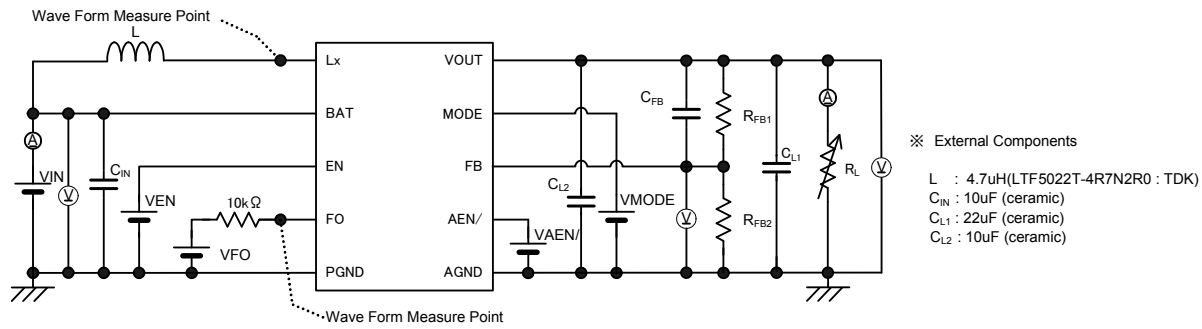 Wave Form Measure Point
L
Lx
BAT
EN
FO
PGND
VOUT
MODE
FB
AEN/
AGND
A
VIN
V
CIN
VEN
10kΩ
VFO
CL2
VAEN/
VMODE
CFB
V
RFB1
RFB2
CL1
A
RL
V
Wave Form Measure Point
※ External Components
L : 4.7uH(LTF5022T-4R7N2R0 : TDK)
CIN : 10uF (ceramic)
CL1 : 22uF (ceramic)
CL2 : 10uF (ceramic)